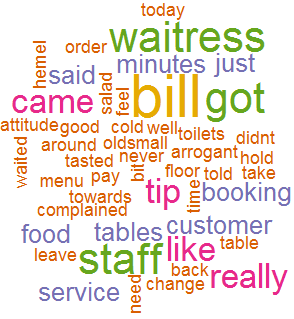 today
waitress
order
hemel
said
minutes just
salad
feel
came
bill got
attitude good cold well toilets
around oldsmall didnt
waited
tasted never arrogant hold
menu pay bit floor told take
towards tip time booking
complained
food tables customer
leave staff like table
back really
service need change